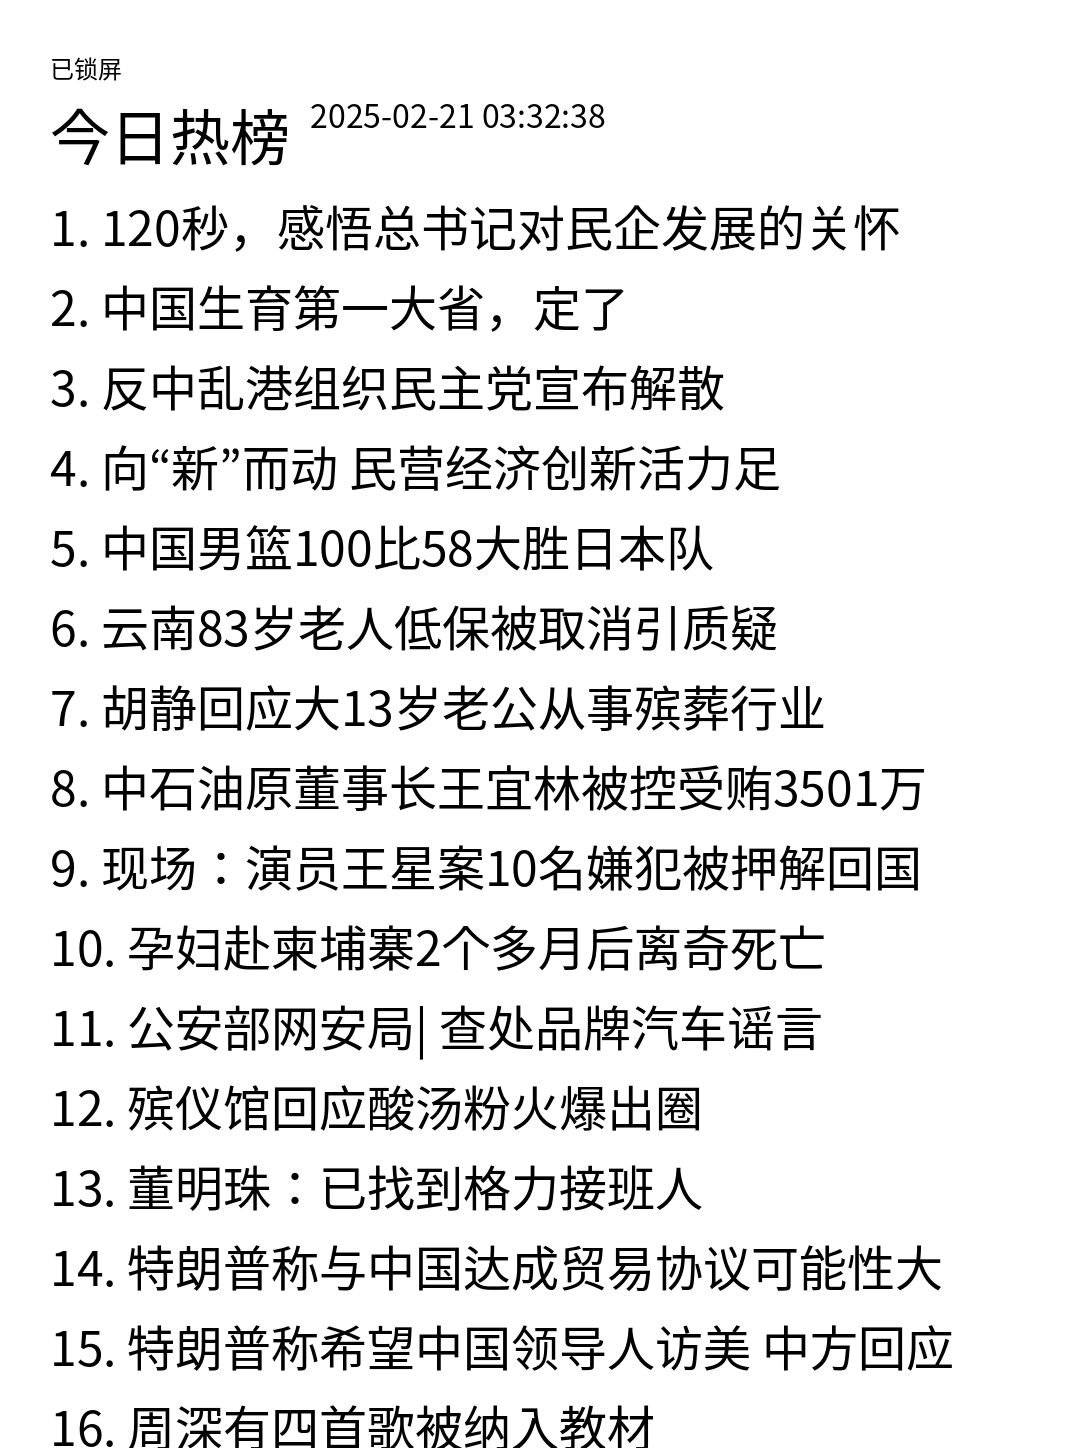 已锁屏
今日热榜 2025-02-21 03:32:38
1. 120秒，感悟总书记对民企发展的关怀
2. 中国生育第一大省，定了
3. 反中乱港组织民主党宣布解散
4. 向“新”而动 民营经济创新活力足
5. 中国男篮100比58大胜日本队
6. 云南83岁老人低保被取消引质疑
7. 胡静回应大13岁老公从事殡葬行业
8. 中石油原董事长王宜林被控受贿3501万
9. 现场：演员王星案10名嫌犯被押解回国
10. 孕妇赴柬埔寨2个多月后离奇死亡
11. 公安部网安局| 查处品牌汽车谣言
12. 殡仪馆回应酸汤粉火爆出圈
13. 董明珠：已找到格力接班人
14. 特朗普称与中国达成贸易协议可能性大
15. 特朗普称希望中国领导人访美 中方回应
16. 周深有四首歌被纳入教材